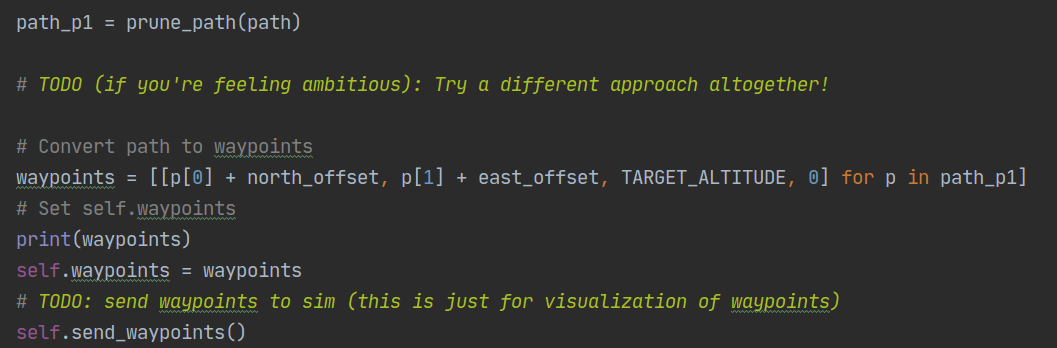 path_p1 = prune_path(path)
# TODO (if you're feeling ambitious): Try a different approach altogether!
# Convert path to waypoints
waypoints = [[p[0] + north_offset, p[1] + east_offset, TARGET_ALTITUDE, 0] for p in path_p1]
# Set self.waypoints
print(waypoints)
self.waypoints = waypoints
# TODO: send waypoints to sim (this is just for visualization of waypoints)
self.send_waypoints()